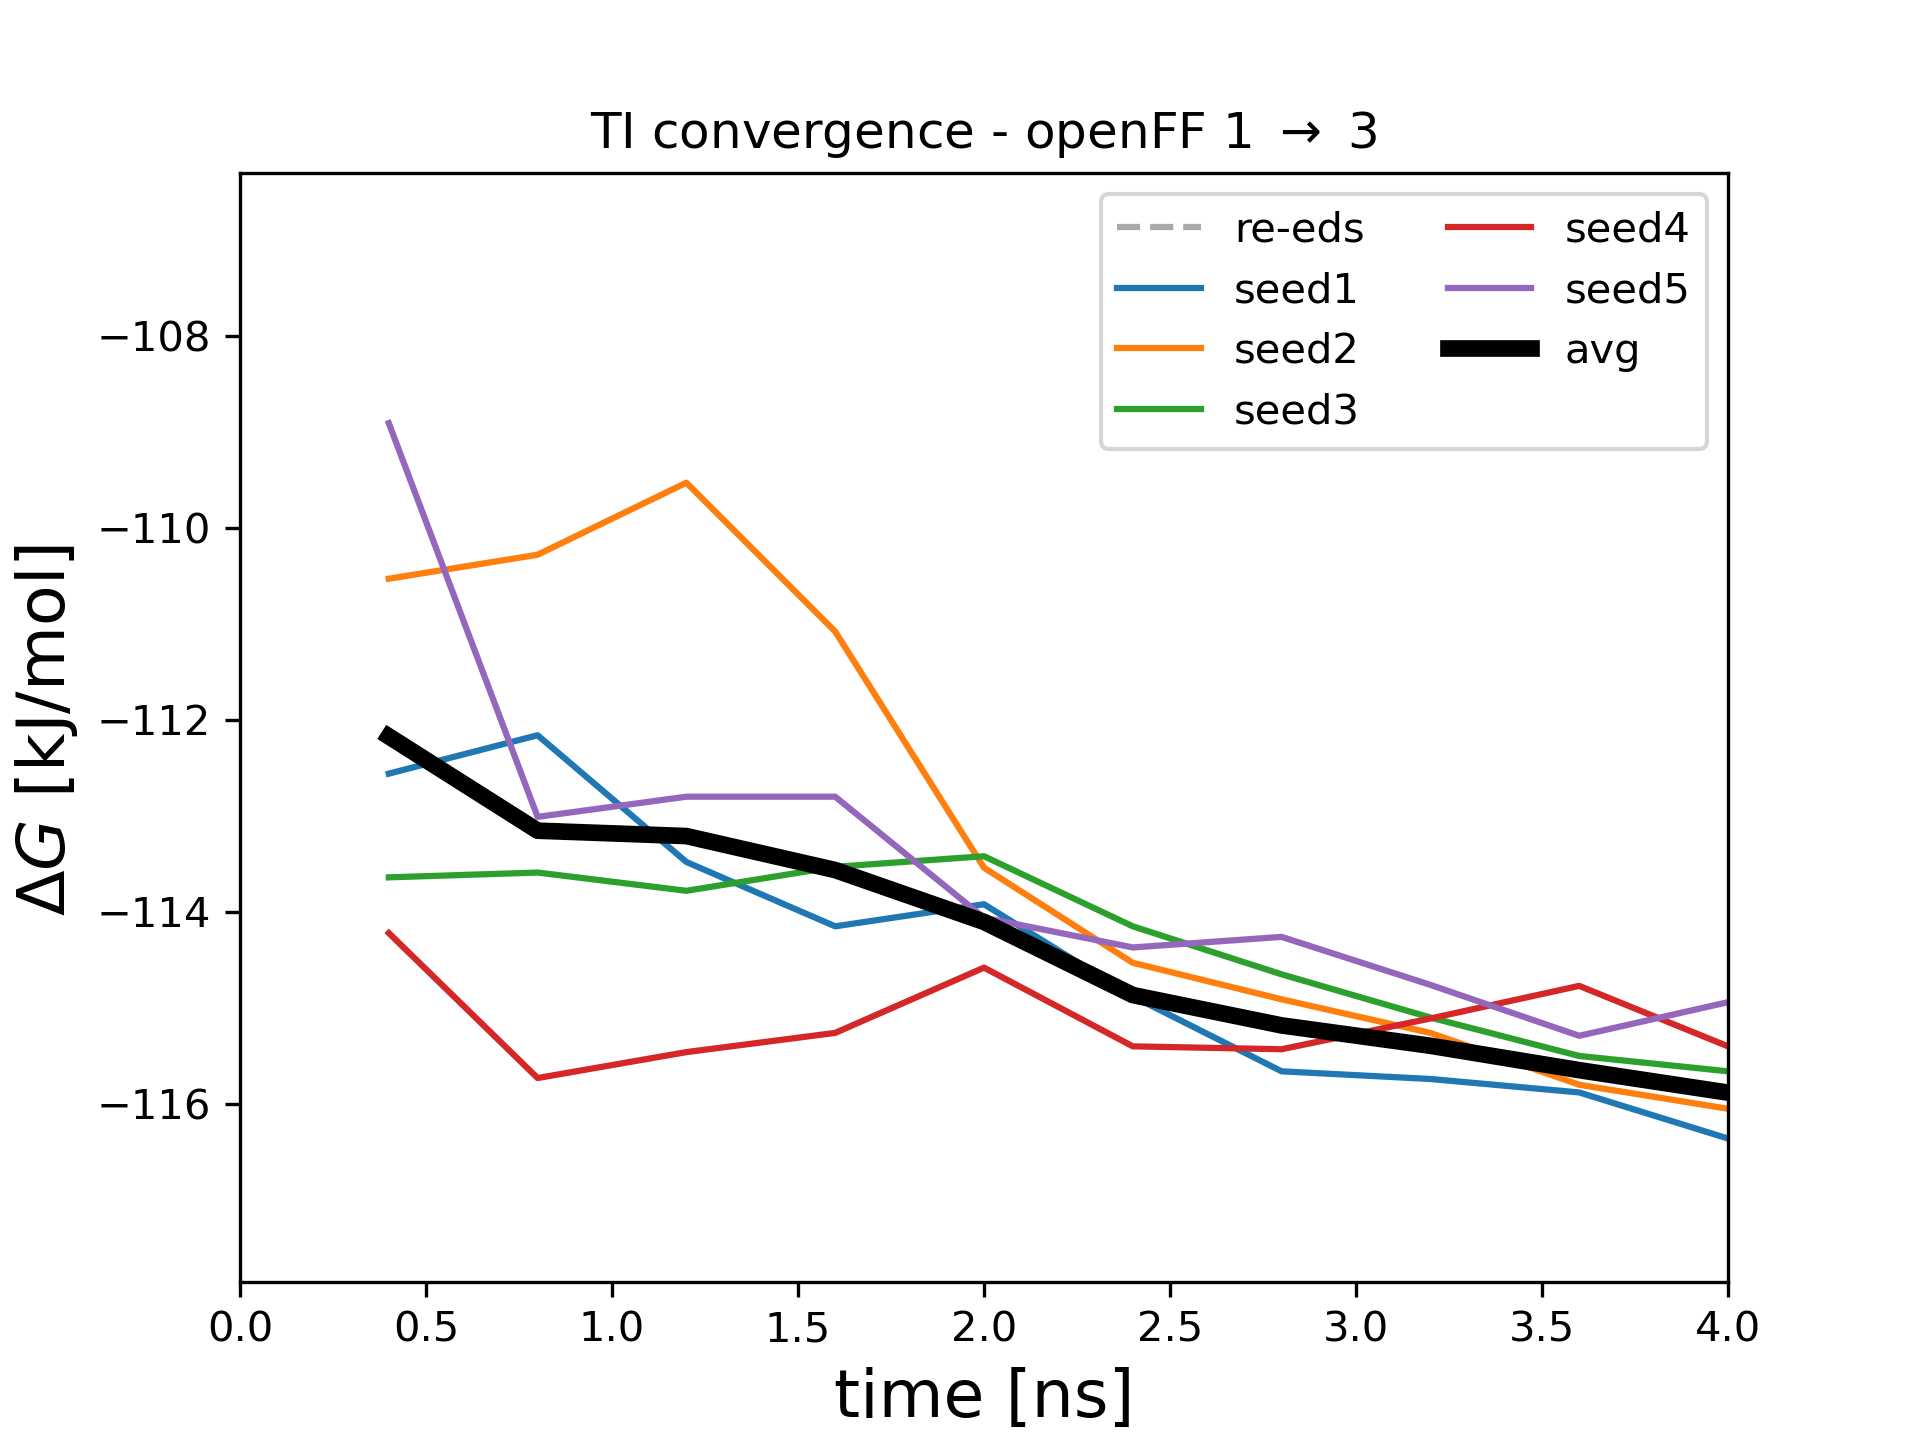 TI convergence - openFF 1 → 3
re-eds
seed1
seed2
seed3
seed4
seed5
avg
ΔG [kJ/mol]
−108
−110
−112
−114
−116
0.0 0.5 1.0 1.5 2.0 2.5 3.0 3.5 4.0
time [ns]